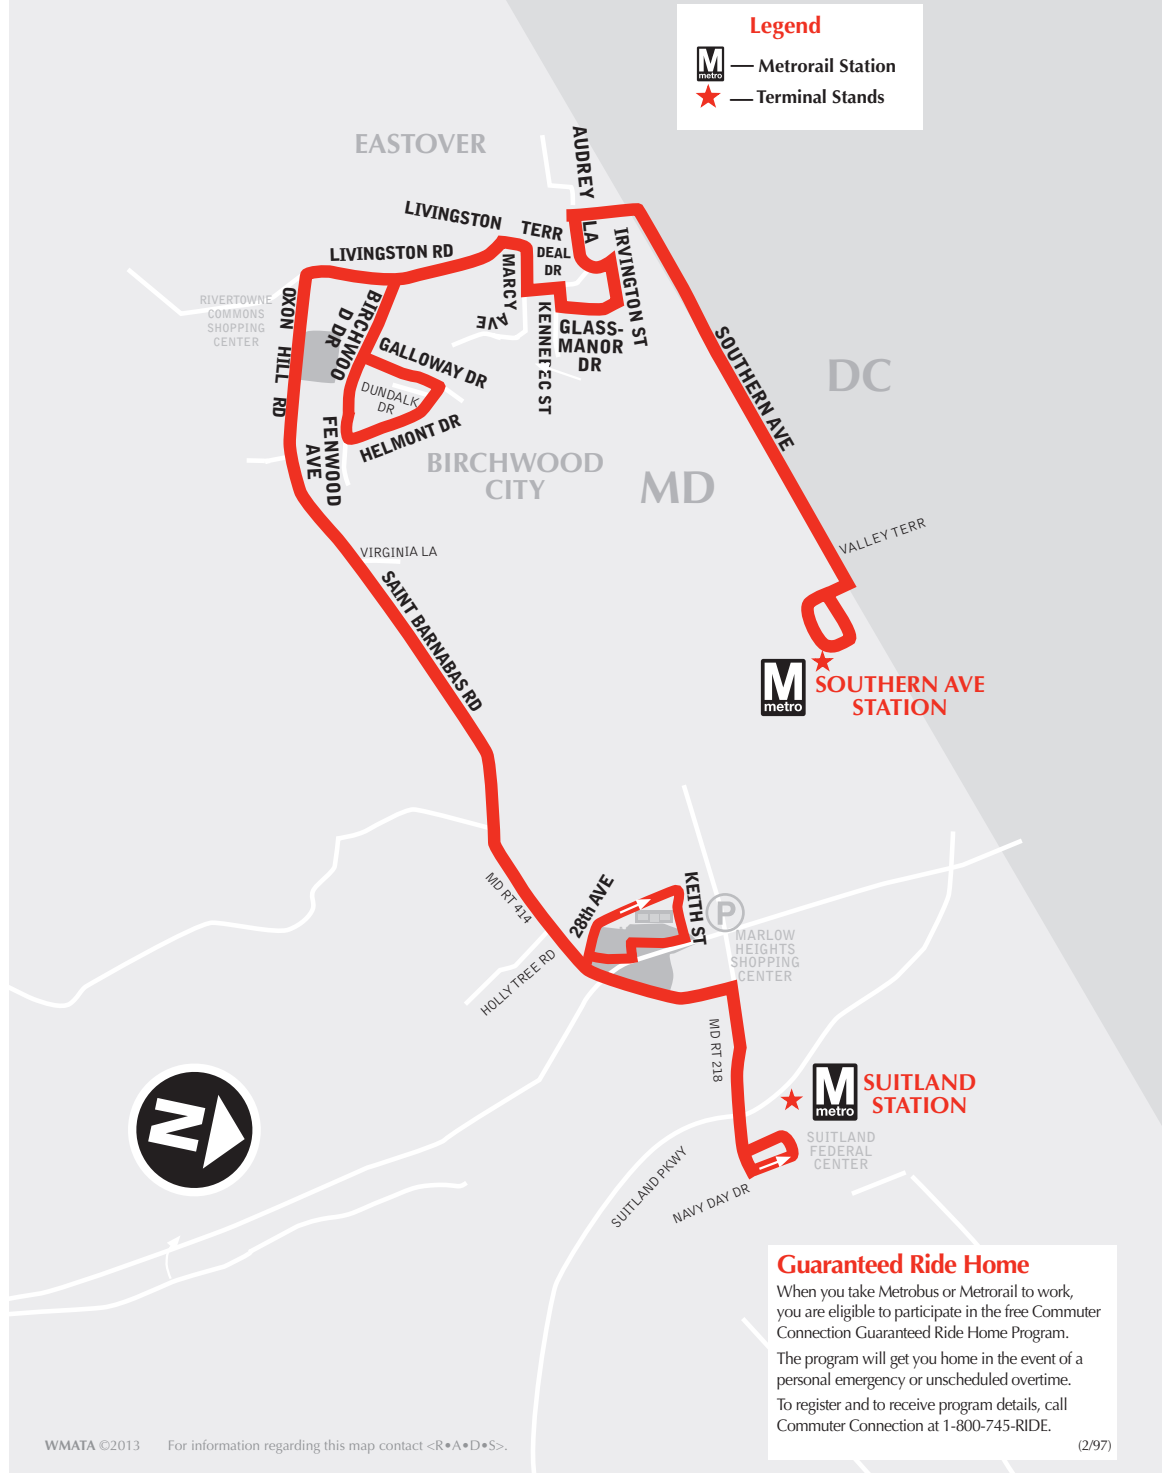 Legend
M
metro
— Metrorail Station
— Terminal Stands
EASTOVER
AUDREY
LA
LIVINGSTON TERR
LIVINGSTON RD
DEAL
DR
IRVINGTON ST
MARCY
AVE
RIVERTOWNE
COMMONS
SHOPPING
CENTER
OXON HILL RD
BIRCHWOO
D DR
GLASS-
MANOR
DR
KENNEBEC ST
GALLOWAY DR
SOUTHERN AVE
DC
DUNDALK
DR
HELMONT DR
FENWOOD
AVE
BIRCHWOOD
CITY
MD
VALLEY TERR
VIRGINIA LA
SAINT BARNABAS RD
M
metro
SOUTHERN AVE
STATION
MD RT 414
28th AVE
KEITH ST
P
MARLOW
HEIGHTS
SHOPPING
CENTER
HOLLY TREE RD
MD RT 218
N
M
metro
SUITLAND
STATION
SUITLAND
FEDERAL
CENTER
SUITLAND PKWY
NAVY DAY DR
Guaranteed Ride Home
When you take Metrobus or Metrorail to work,
you are eligible to participate in the free Commuter
Connection Guaranteed Ride Home Program.
The program will get you home in the event of a
personal emergency or unscheduled overtime.
To register and to receive program details, call
Commuter Connection at 1-800-745-RIDE.
(2/97)
WMATA ©2013 For information regarding this map contact <R•A•D•S>.